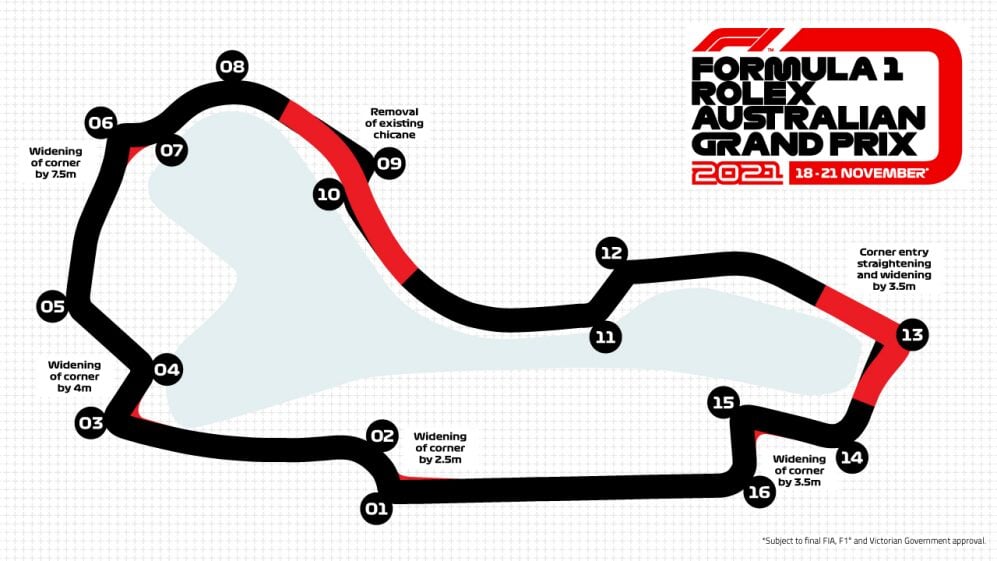 FORMULA 1
ROLEX
AUSTRALIAN
GRAND PRIX
2021 18 - 21 NOVEMBER*
08
Removal
of existing
chicane
06
07
09
Widening
of corner
by 7.5m
10
12
Corner entry
straightening
and widening
by 3.5m
05
11
13
04
Widening
of corner
by 4m
03
15
02
Widening
of corner
by 2.5m
14
Widening
of corner
by 3.5m
01
16
*Subject to final FIA, F1® and Victorian Government approval.